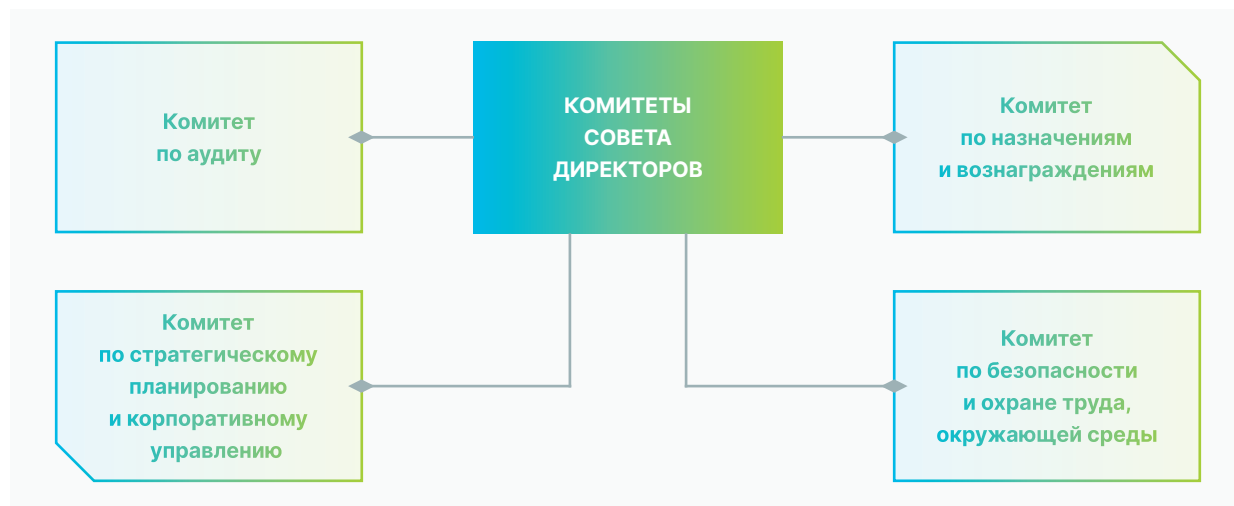 Комитет
по аудиту
КОМИТЕТЫ
СОВЕТА
ДИРЕКТОРОВ
Комитет
по назначениям
и вознаграждениям
Комитет
по стратегическому
планированию
и корпоративному
управлению
Комитет
по безопасности
и охране труда,
окружающей среды